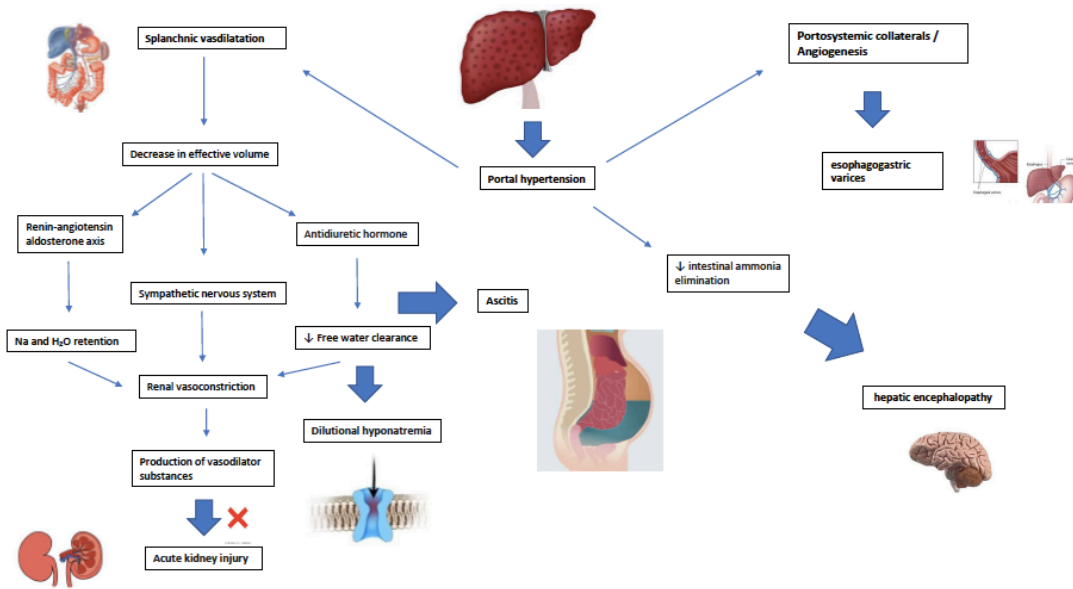 Splanchnic vasdilatation
Portosystemic collaterals /
Angiogenesis
Decrease in effective volume
Portal hypertension
esophagogastric
varices
Renin-angiotensin
aldosterone axis
Antidiuretic hormone
↓ intestinal ammonia
elimination
Sympathetic nervous system
Ascitis
Na and H₂O retention
↓ Free water clearance
Renal vasoconstriction
hepatic encephalopathy
Dilutional hyponatremia
Production of vasodilator
substances
Acute kidney injury